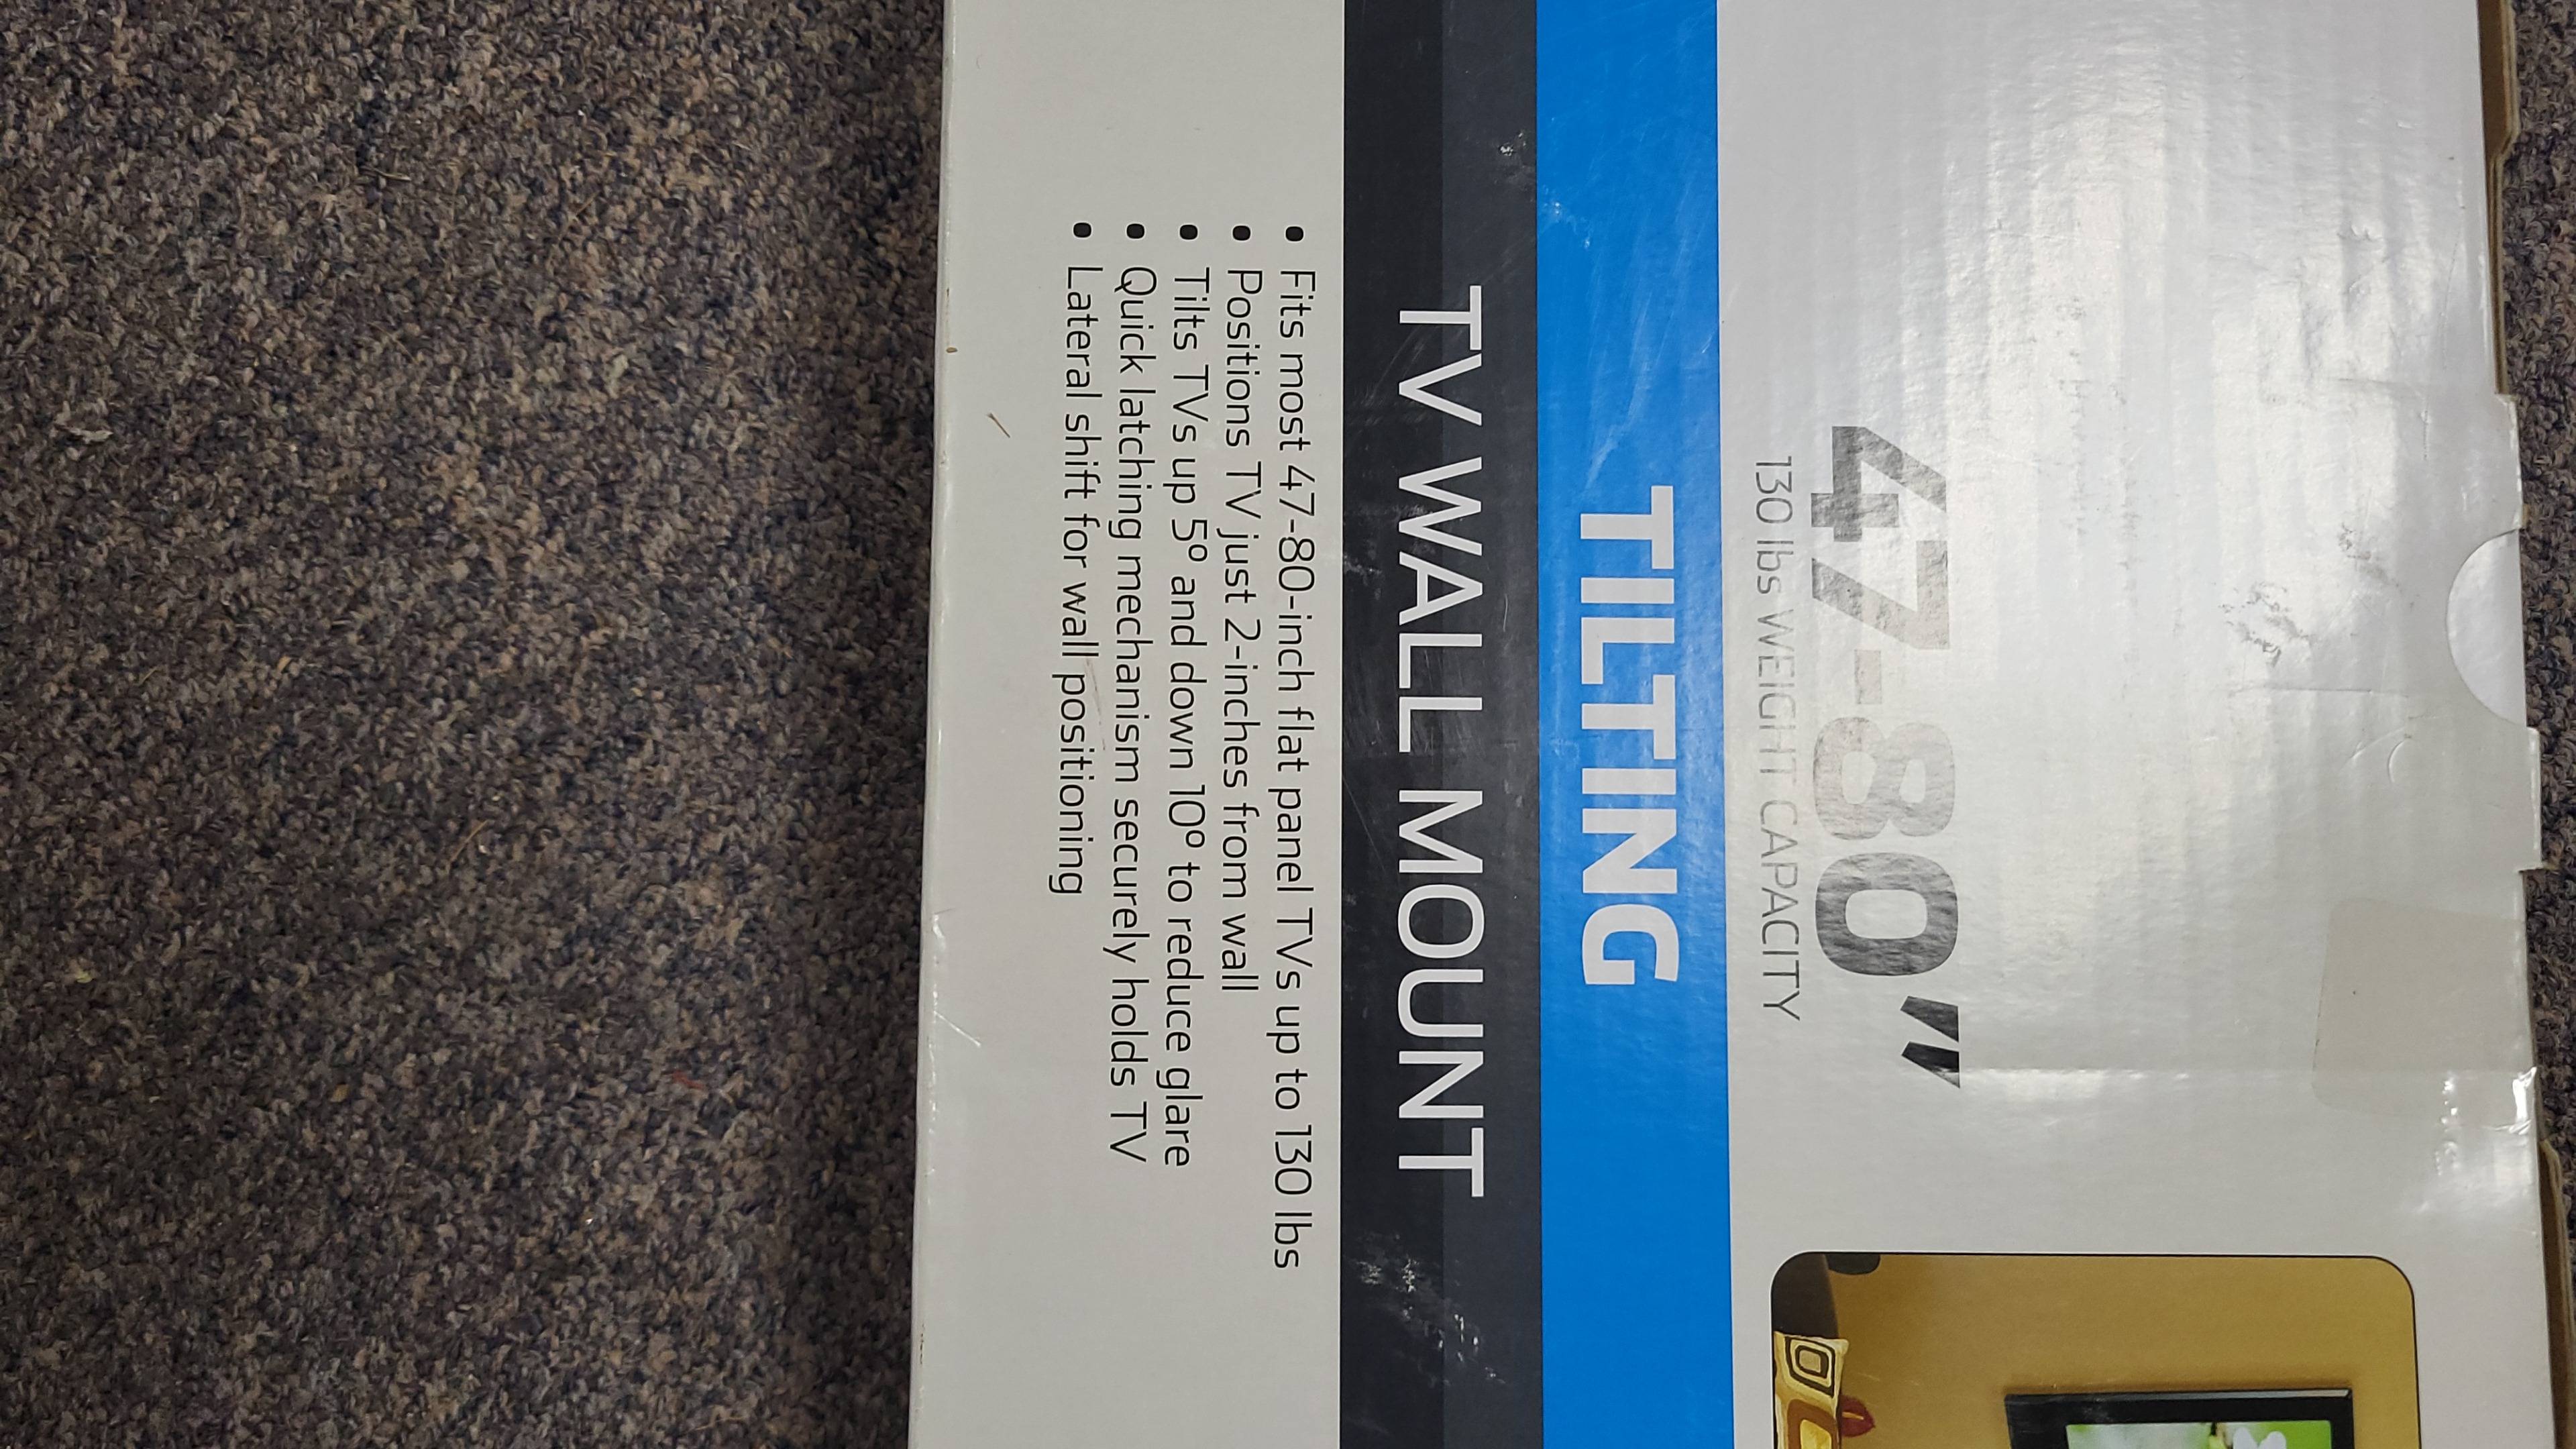 47-80"
130 lbs WEIGHT CAPACITY
TILTING
TV WALL MOUNT
• Fits most 47-80-inch flat panel TVs up to 130 lbs
• Positions TV just 2-inches from wall
• Tilts TVs up 5º and down 10º to reduce glare
• Quick latching mechanism securely holds TV
• Lateral shift for wall positioning